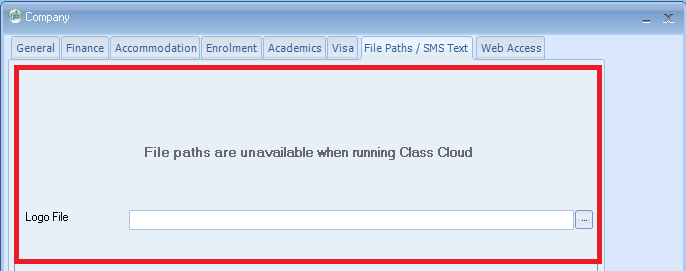 Company
General Finance Accommodation Enrolment Academics Visa File Paths / SMS Text Web Access
File paths are unavailable when running Class Cloud
Logo File ...